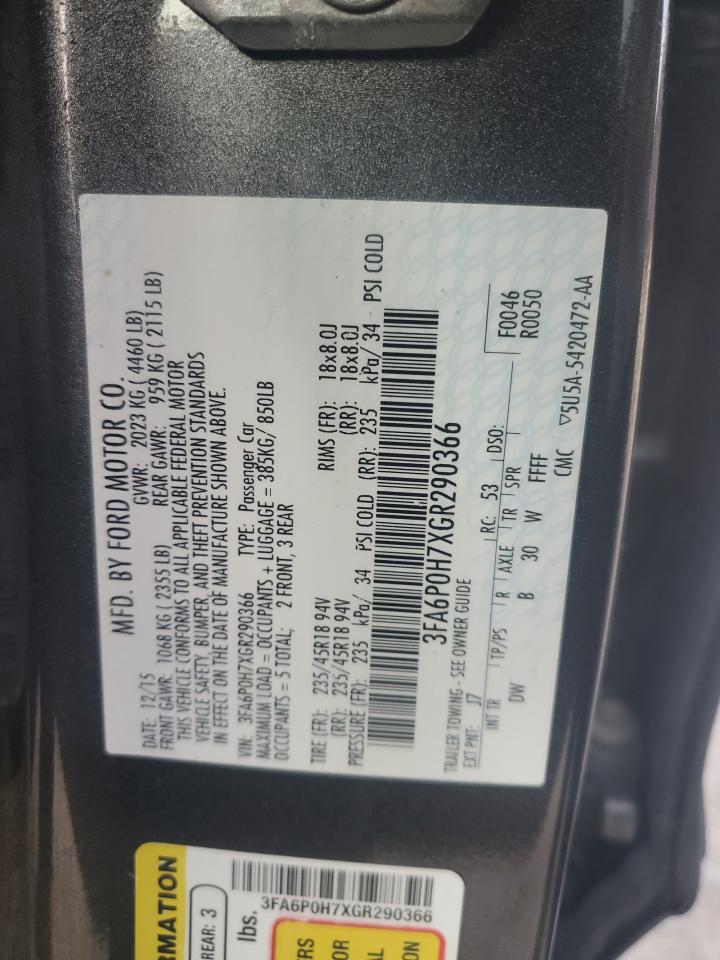 MFD. BY FORD MOTOR CO.
DATE: 12/15 GVWR: 2023 KG ( 4460 LB)
FRONT GAWR: 1068 KG ( 2355 LB) REAR GAWR: 959 KG ( 2115 LB)
THIS VEHICLE CONFORMS TO ALL APPLICABLE FEDERAL MOTOR
VEHICLE SAFETY, BUMPER, AND THEFT PREVENTION STANDARDS
IN EFFECT ON THE DATE OF MANUFACTURE SHOWN ABOVE.
VIN: 3FA6P0H7XGR290366 TYPE: Passenger Car
MAXIMUM LOAD = OCCUPANTS + LUGGAGE = 385KG/ 850LB
OCCUPANTS = 5 TOTAL; 2 FRONT, 3 REAR
TIRE (FR): 235/45R18 94V RIMS (FR): 18x8.0J
(RR): 235/45R18 94V (RR): 18x8.0J
PRESSURE (FR): 235 kPa/ 34 PSI COLD (RR): 235 kPa/ 34 PSI COLD
3FA6P0H7XGR290366
TRAILER TOWING - SEE OWNER GUIDE
EXT PNT: J7 RC: 53 DSO: F0046
INT TR TP/PS R AXLE TR SPR R0050
DW B 30 W FFFF
CMC ▽5U5A-5420472-AA
RMATION
REAR: 3
lbs.
3FA6P0H7XGR290366
ERS
OR
AL
ON